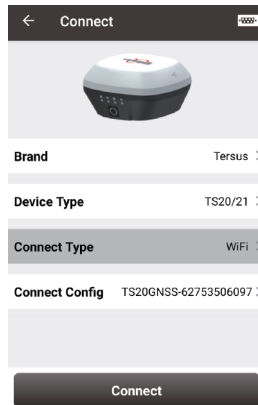 Connect
Brand Tersus
Device Type TS20/21
Connect Type WiFi
Connect Config TS20GNSS-62753506097
Connect